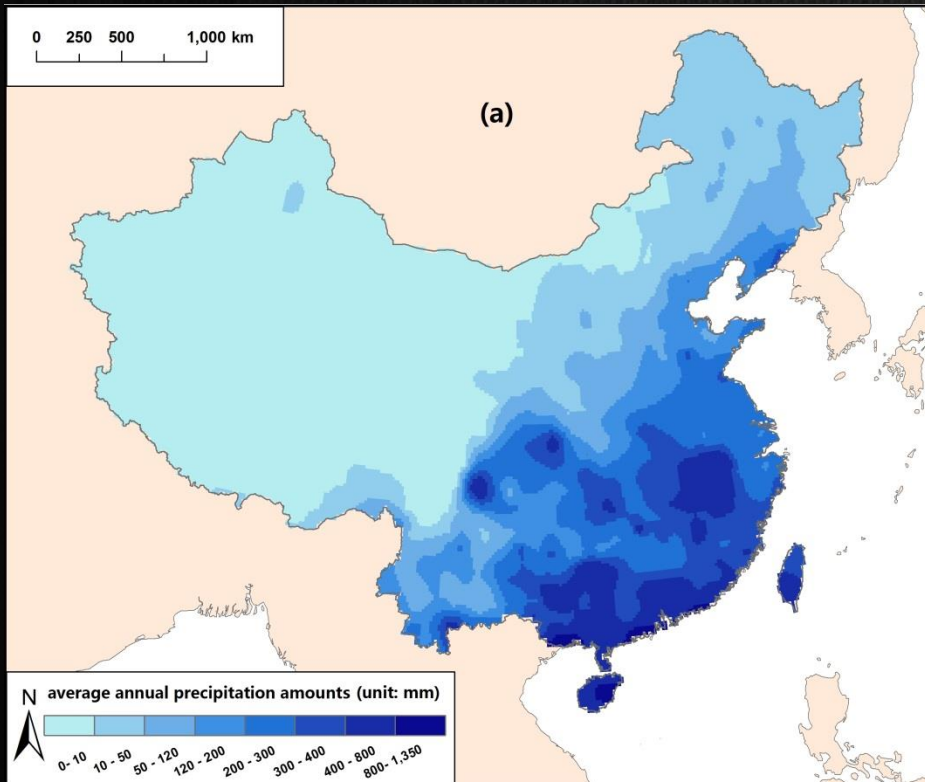 0 250 500 1,000 km
(a)
N
average annual precipitation amounts (unit: mm)
0- 10 10 - 50 50 - 120 120 - 200 200 - 300 300 - 400 400 - 800 800- 1,350